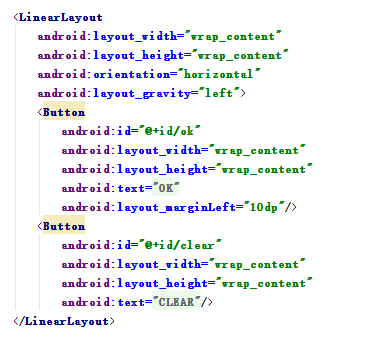 <LinearLayout
android:layout_width="wrap_content"
android:layout_height="wrap_content"
android:orientation="horizontal"
android:layout_gravity="left">
<Button
android:id="@+id/ok"
android:layout_width="wrap_content"
android:layout_height="wrap_content"
android:text="OK"
android:layout_marginLeft="10dp"/>
<Button
android:id="@+id/clear"
android:layout_width="wrap_content"
android:layout_height="wrap_content"
android:text="CLEAR"/>
</LinearLayout>